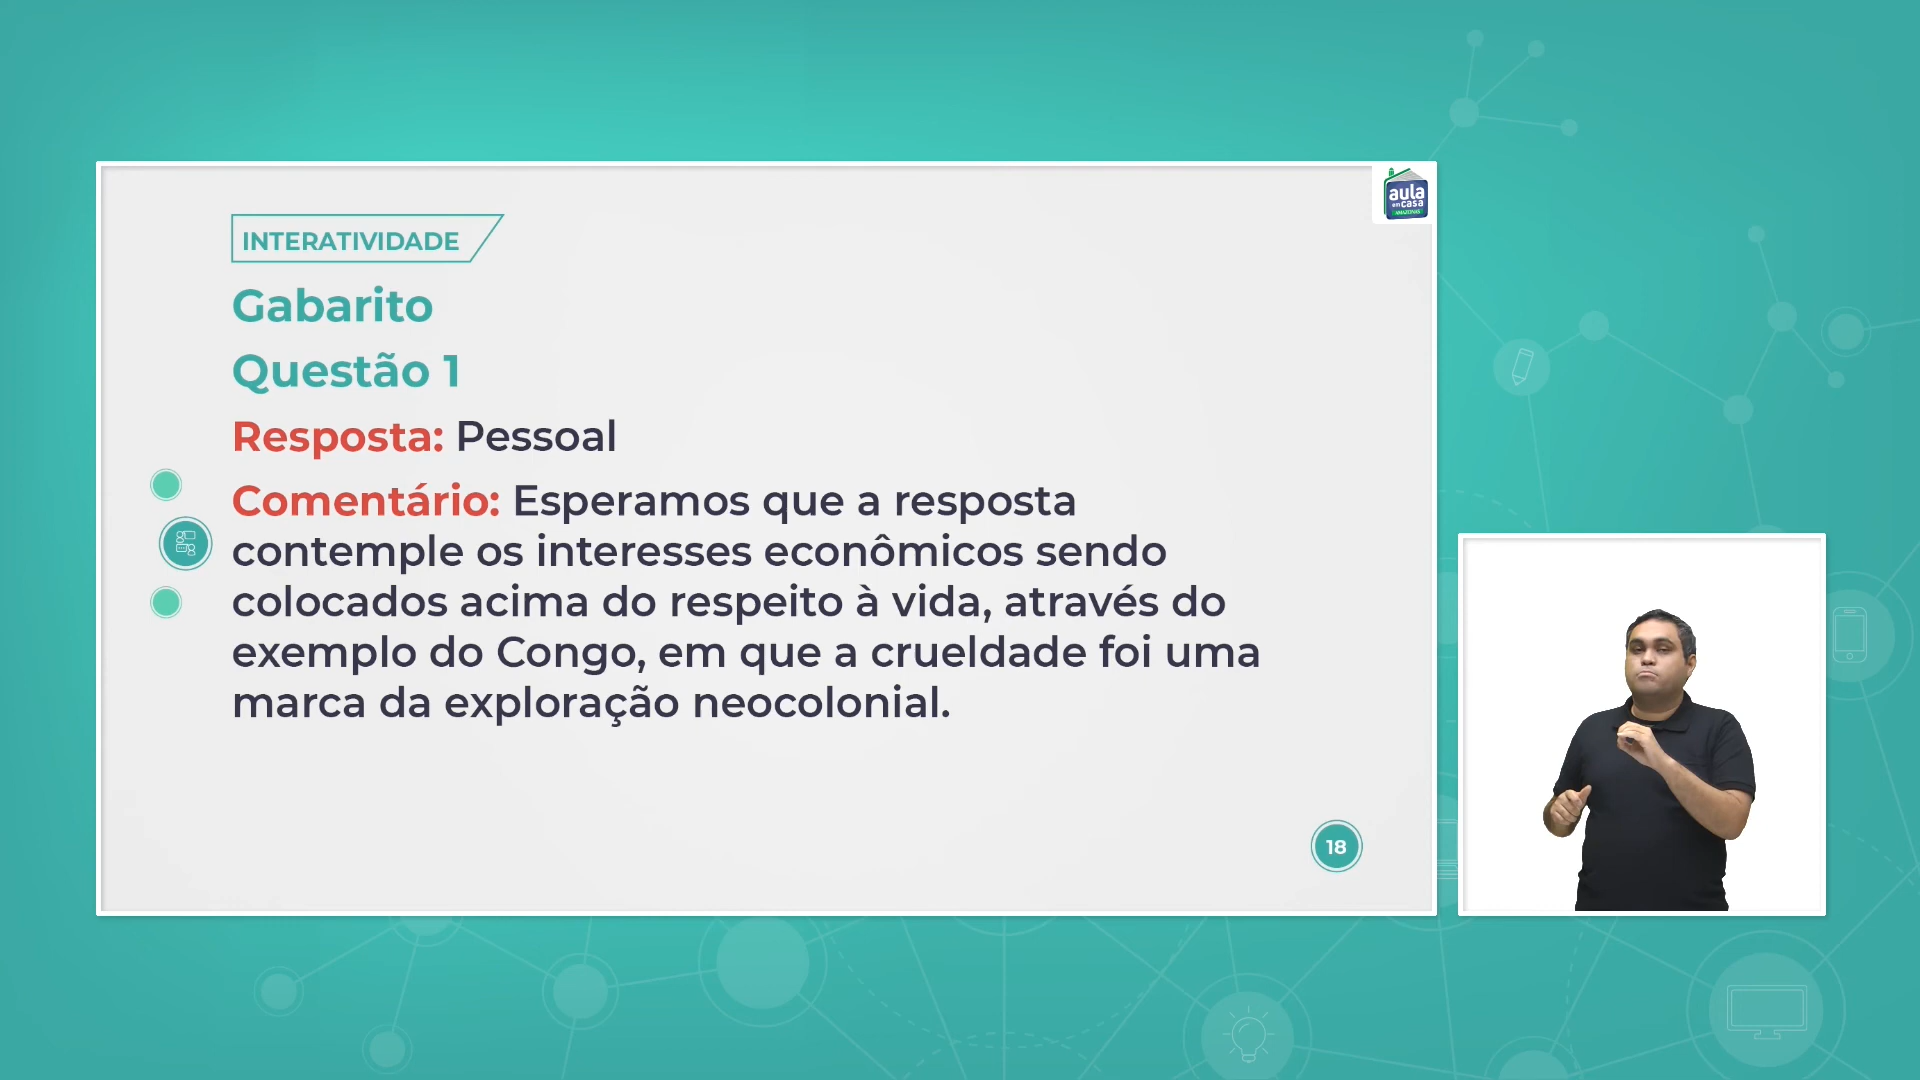 aula
em casa
AMAZONAS
INTERATIVIDADE
Gabarito
Questão 1
Resposta: Pessoal
Comentário: Esperamos que a resposta
contemple os interesses econômicos sendo
colocados acima do respeito à vida, através do
exemplo do Congo, em que a crueldade foi uma
marca da exploração neocolonial.
18